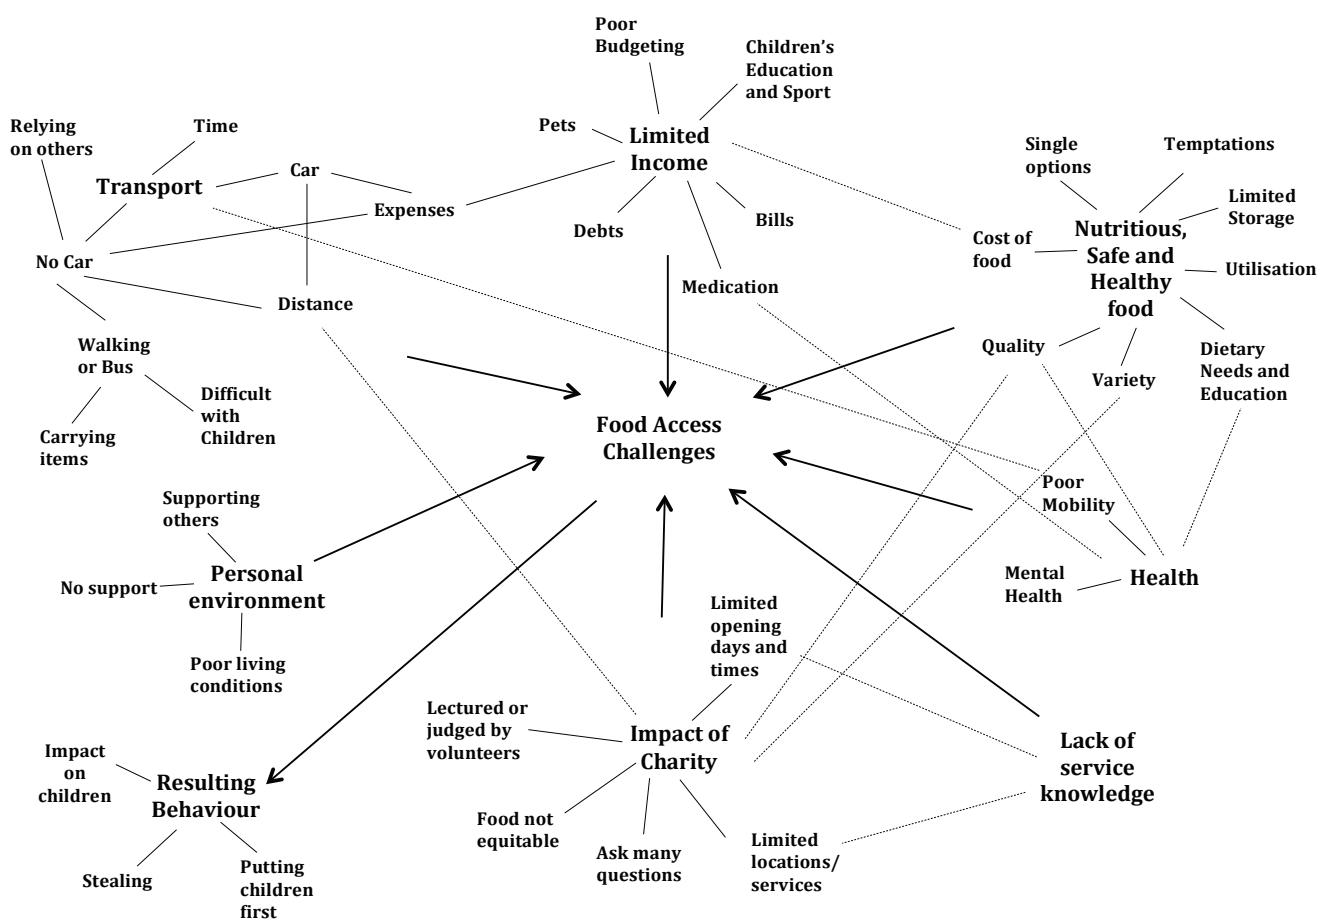 Poor
Budgeting
Children's
Education
and Sport
Pets
Limited
Income
Debts
Bills
Medication
Relying
on others
Time
Transport
Car
Expenses
No Car
Distance
Walking
or Bus
Difficult
with
Children
Carrying
items
Single
options
Temptations
Limited
Storage
Nutritious,
Safe and
Healthy
food
Cost of
food
Utilisation
Quality
Variety
Dietary
Needs and
Education
Food Access
Challenges
Supporting
others
No support
Personal
environment
Poor living
conditions
Poor
Mobility
Mental
Health
Health
Limited
opening
days and
times
Lectured or
judged by
volunteers
Impact of
Charity
Food not
equitable
Ask many
questions
Limited
locations/
services
Lack of
service
knowledge
Impact
on
children
Resulting
Behaviour
Stealing
Putting
children
first